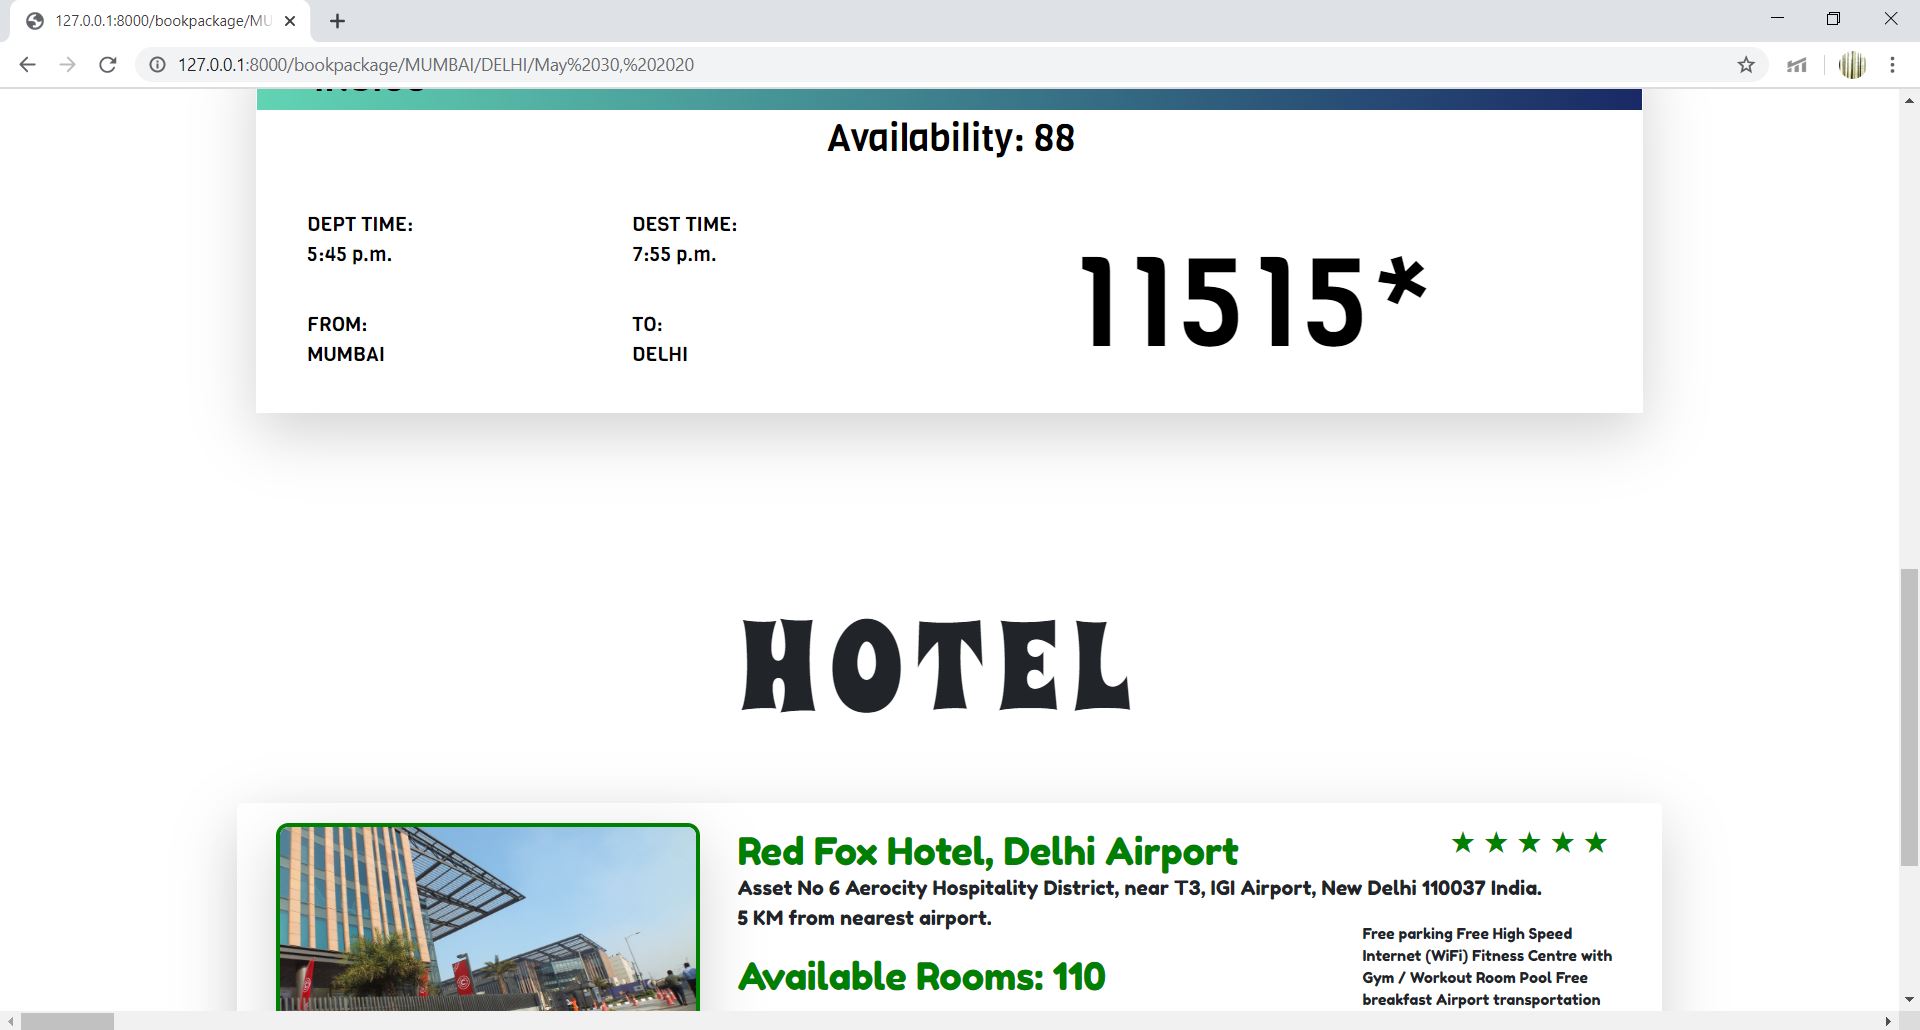 127.0.0.1:8000/bookpackage/MU
127.0.0.1:8000/bookpackage/MUMBAI/DELHI/May%2030,%202020
Availability: 88
DEPT TIME:
5:45 p.m.
DEST TIME:
7:55 p.m.
11515*
FROM:
MUMBAI
TO:
DELHI
HOTEL
Red Fox Hotel, Delhi Airport
★ ★ ★ ★ ★
Asset No 6 Aerocity Hospitality District, near T3, IGI Airport, New Delhi 110037 India.
5 KM from nearest airport.
Free parking Free High Speed
Internet (WiFi) Fitness Centre with
Gym / Workout Room Pool Free
breakfast Airport transportation
Available Rooms: 110